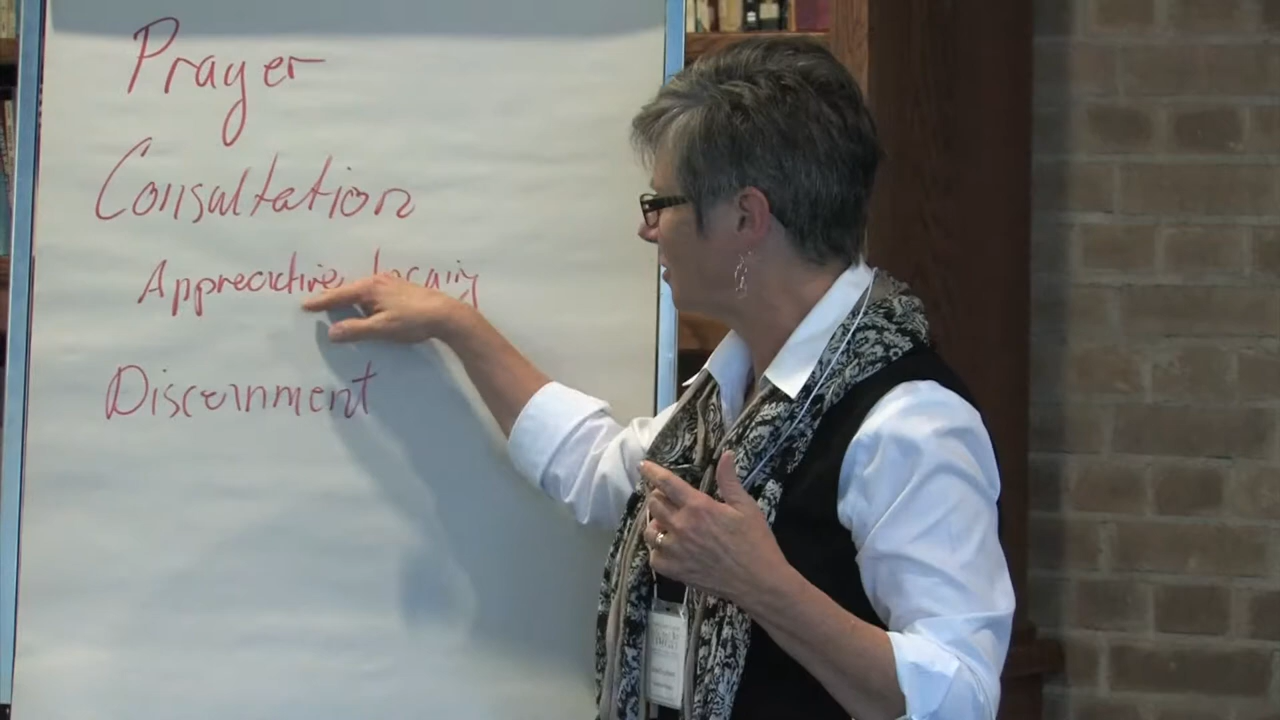 Prayer
Consultation
Appreciative Inquiry
Discernment